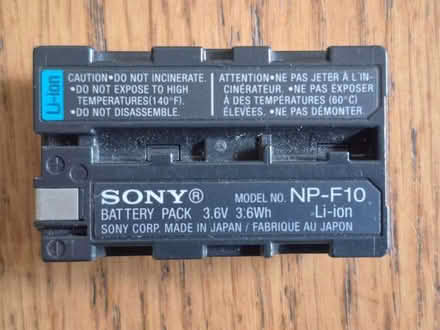 Li-ion
CAUTION•DO NOT INCINERATE.
•DO NOT EXPOSE TO HIGH
TEMPERATURES(140°F).
•DO NOT DISASSEMBLE.
ATTENTION•NE PAS JETER À L'IN-
CINÉRATEUR. •NE PAS EXPOSER
À DES TEMPÉRATURES (60°C)
ÉLEVÉES. •NE PAS DÉMONTER
SONY® MODEL NO. NP-F10
BATTERY PACK 3.6V 3.6Wh Li-ion
SONY CORP. MADE IN JAPAN / FABRIQUE AU JAPON